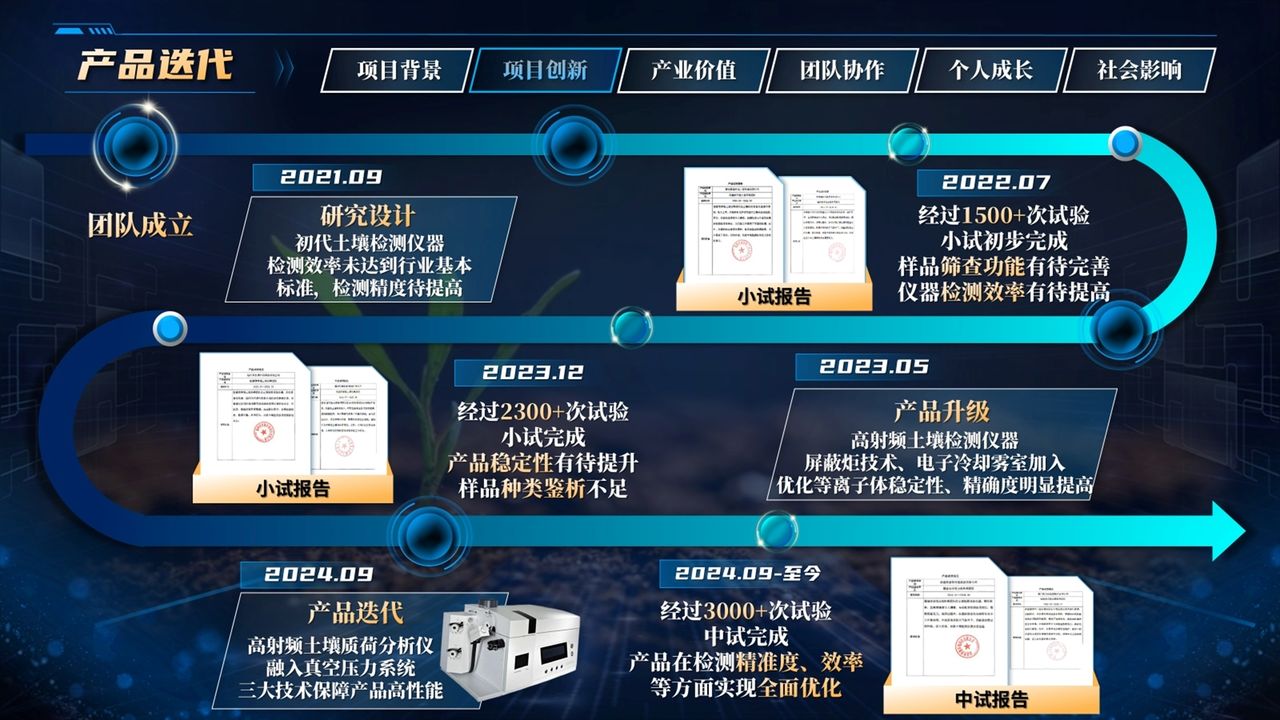 产品迭代
项目背景
项目创新
产业价值
团队协作
个人成长
社会影响
团队成立
2021.09
研究设计
初代土壤检测仪器
检测效率未达到行业基本
标准，检测精度待提高
小试报告
2022.07
经过1500+次试验
小试初步完成
样品筛查功能有待完善
仪器检测效率有待提高
小试报告
2023.12
经过2300+次试验
小试完成
产品稳定性有待提升
样品种类鉴析不足
2023.05
产品升级
高射频土壤检测仪器
屏蔽炬技术、电子冷却雾室加入
优化等离子体稳定性、精确度明显提高
2024.09
产品迭代
高射频土壤质荷分析仪
融入真空压力系统
三大技术保障产品高性能
2024.09-至今
经过3000+次试验
中试完成
产品在检测精准度、效率
等方面实现全面优化
中试报告